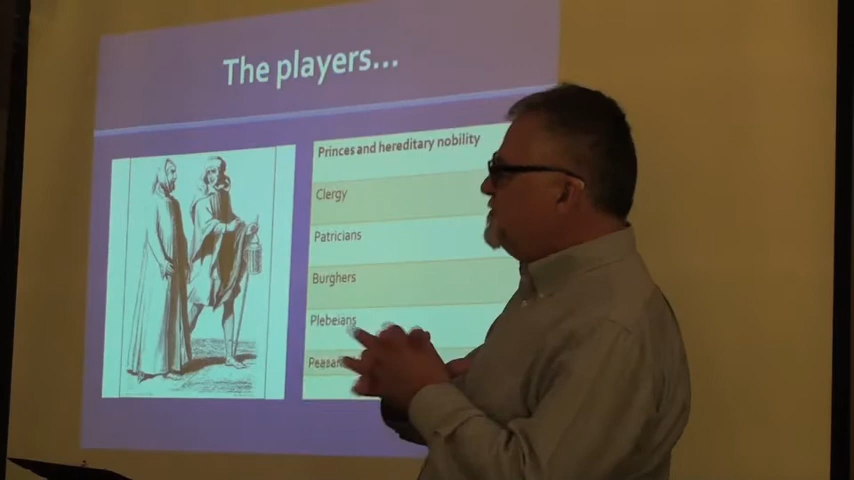 The players...
Princes and hereditary nobility
Clergy
Patricians
Burghers
Plebeians